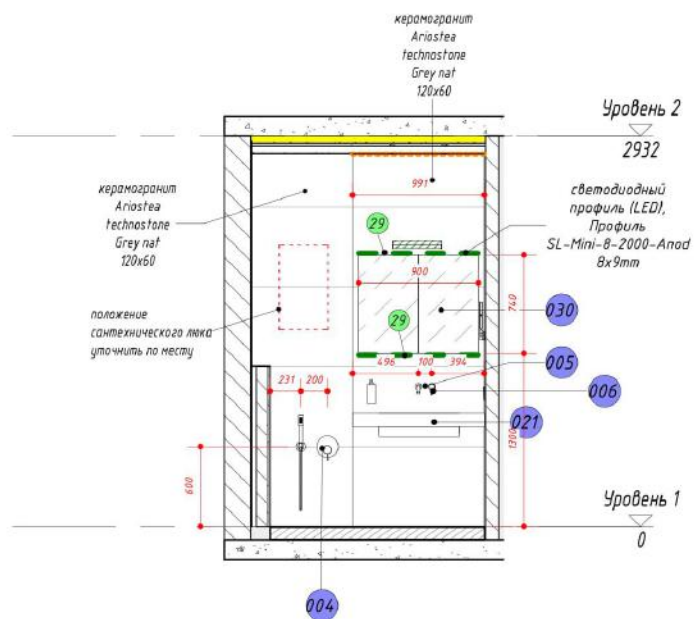 керамогранит
Ariostea
technostone
Grey nat
120x60
Уровень 2
2932
991
керамогранит
Ariostea
technostone
Grey nat
120x60
светодиодный
профиль (LED),
Профиль
SL-Mini-8-2000-Anod
8x9mm
29
900
положение
сантехнического люка
уточнить по месту
740
030
29
005
496
100
394
231
200
006
021
1300
600
Уровень 1
0
004